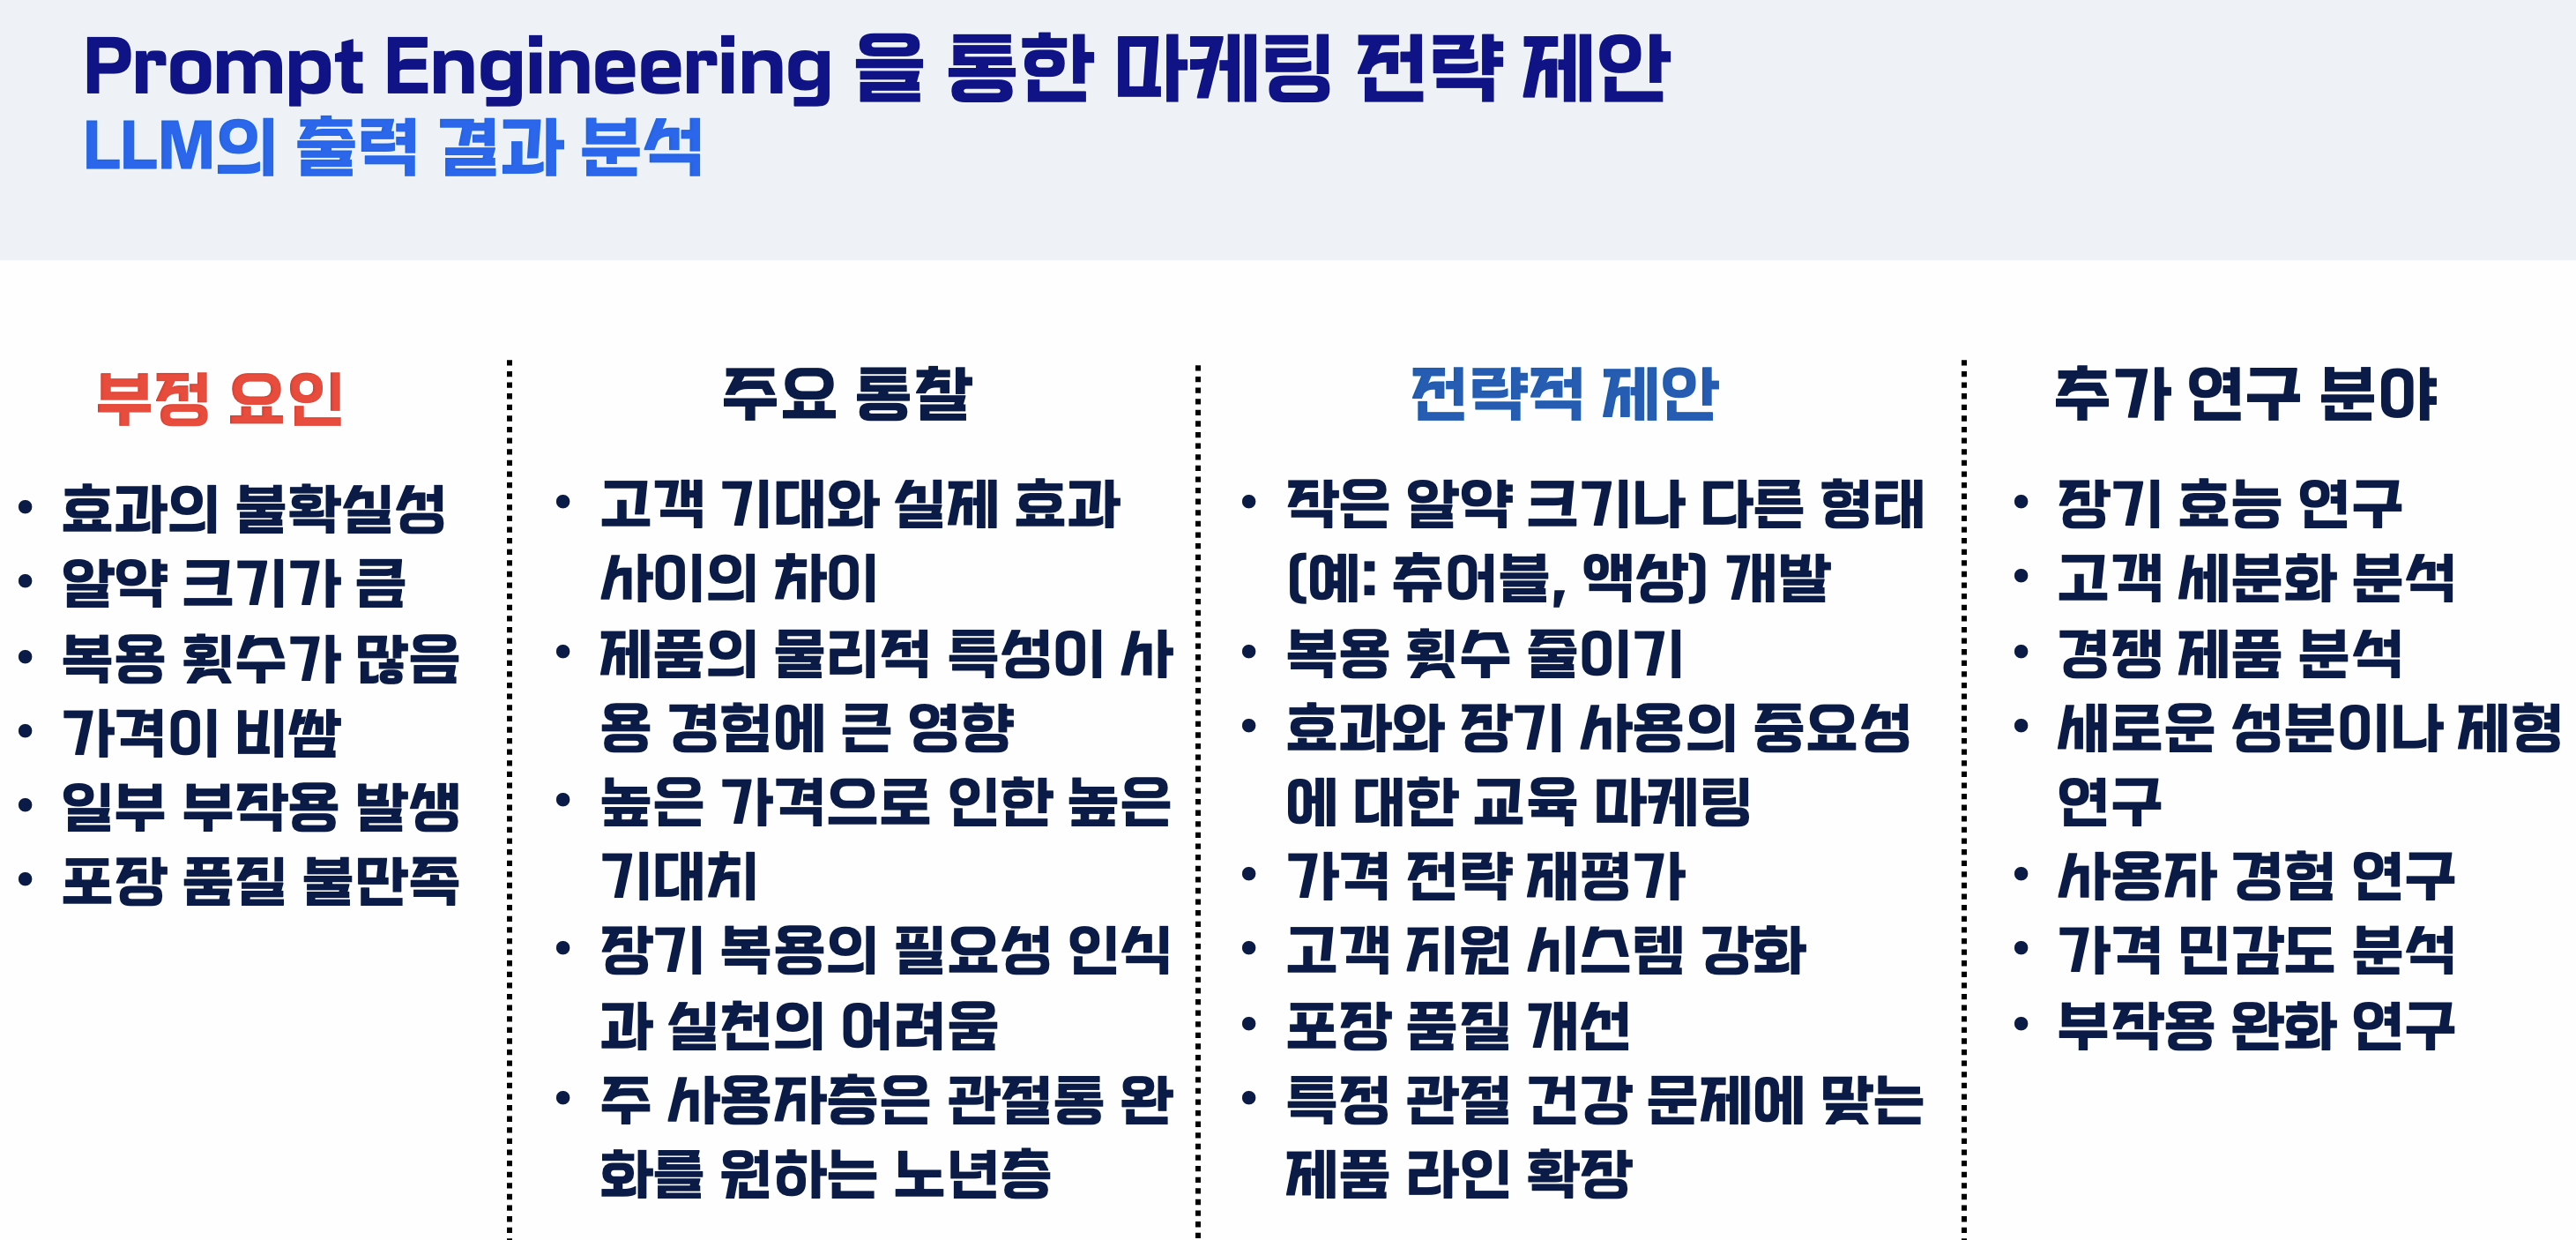 Prompt Engineering 을 통한 마케팅 전략 제안
LLM의 출력 결과 분석
부정 요인
• 효과의 불확실성
• 알약 크기가 큼
• 복용 횟수가 많음
• 가격이 비쌈
• 일부 부작용 발생
• 포장 품질 불만족
주요 통찰
• 고객 기대와 실제 효과
사이의 차이
• 제품의 물리적 특성이 사
용 경험에 큰 영향
• 높은 가격으로 인한 높은
기대치
• 장기 복용의 필요성 인식
과 실천의 어려움
• 주 사용자층은 관절통 완
화를 원하는 노년층
전략적 제안
• 작은 알약 크기나 다른 형태
(예: 츄어블, 액상) 개발
• 복용 횟수 줄이기
• 효과와 장기 사용의 중요성
에 대한 교육 마케팅
• 가격 전략 재평가
• 고객 지원 시스템 강화
• 포장 품질 개선
• 특정 관절 건강 문제에 맞는
제품 라인 확장
추가 연구 분야
• 장기 효능 연구
• 고객 세분화 분석
• 경쟁 제품 분석
• 새로운 성분이나 제형
연구
• 사용자 경험 연구
• 가격 민감도 분석
• 부작용 완화 연구